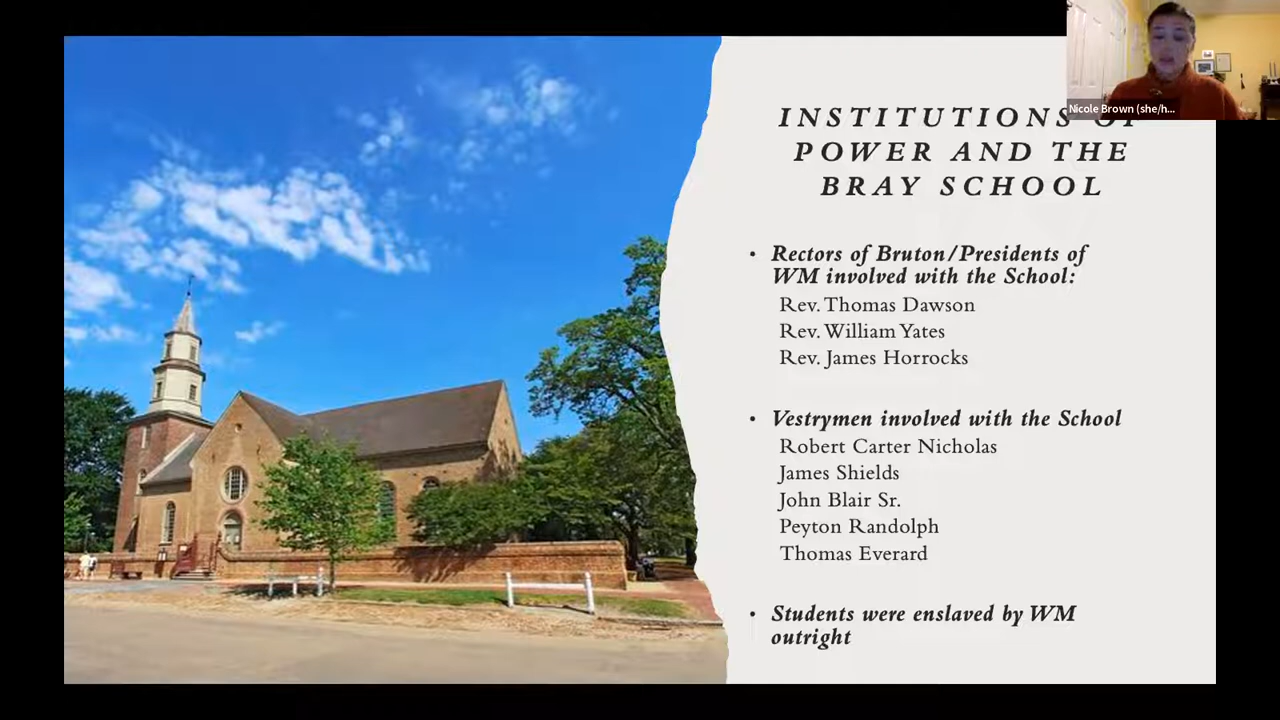 Nicole Brown (she/h...
INSTITUTIONS OF
POWER AND THE
BRAY SCHOOL
• Rectors of Bruton/Presidents of
WM involved with the School:
Rev. Thomas Dawson
Rev. William Yates
Rev. James Horrocks
• Vestrymen involved with the School
Robert Carter Nicholas
James Shields
John Blair Sr.
Peyton Randolph
Thomas Everard
• Students were enslaved by WM
outright